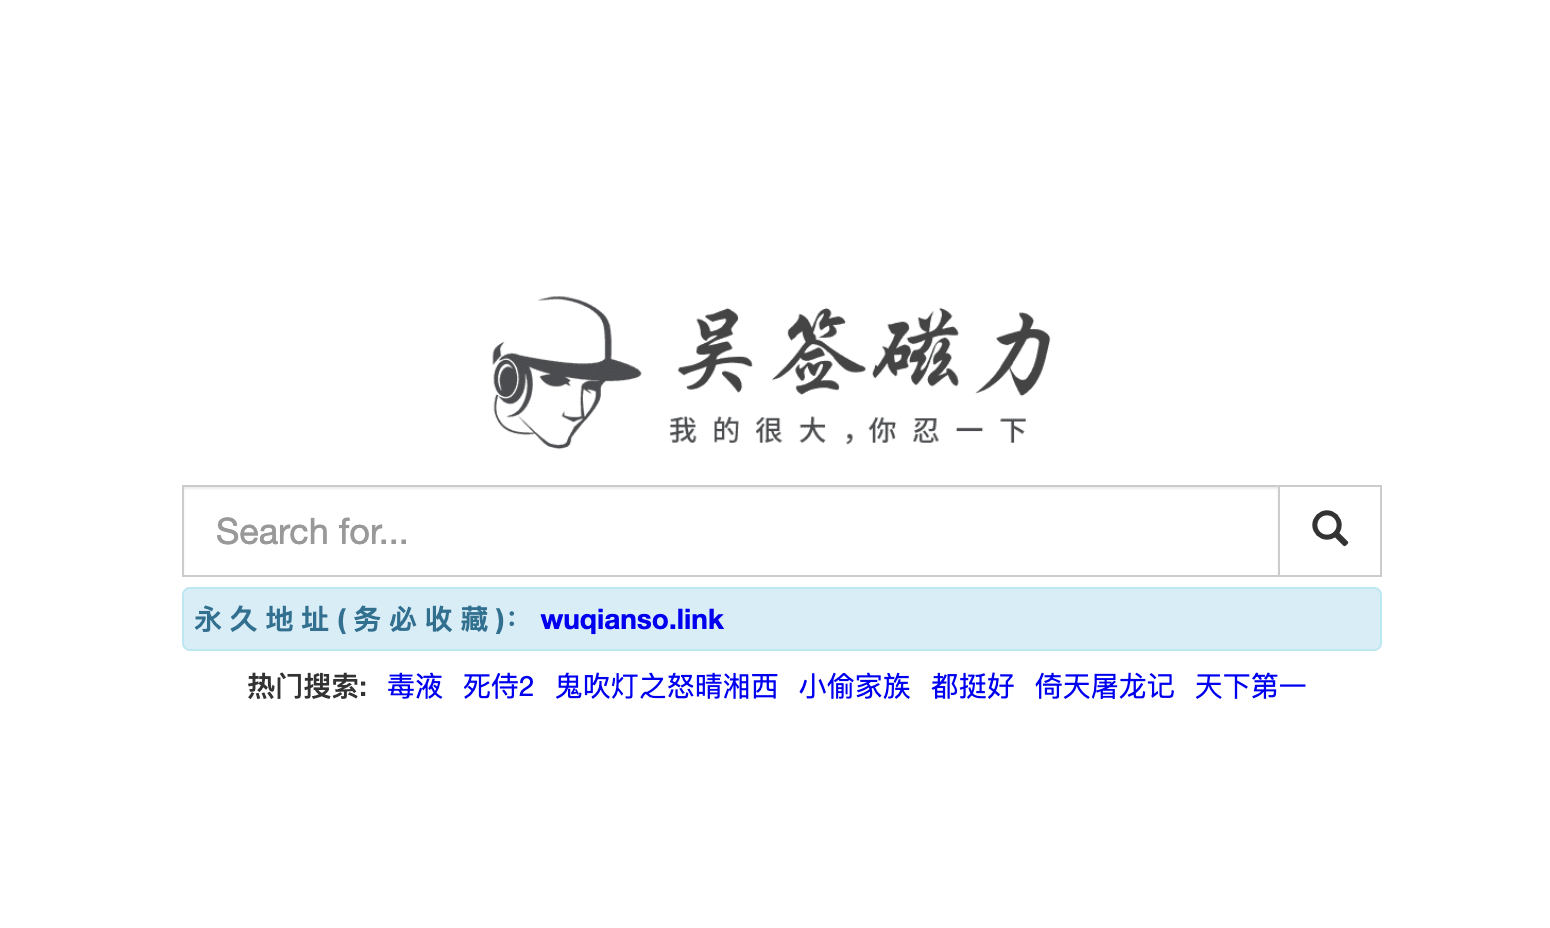 吴签磁力
我的很大，你忍一下
Search for...
永久地址(务必收藏)： wuqianso.link
热门搜索: 毒液 死侍2 鬼吹灯之怒晴湘西 小偷家族 都挺好 倚天屠龙记 天下第一